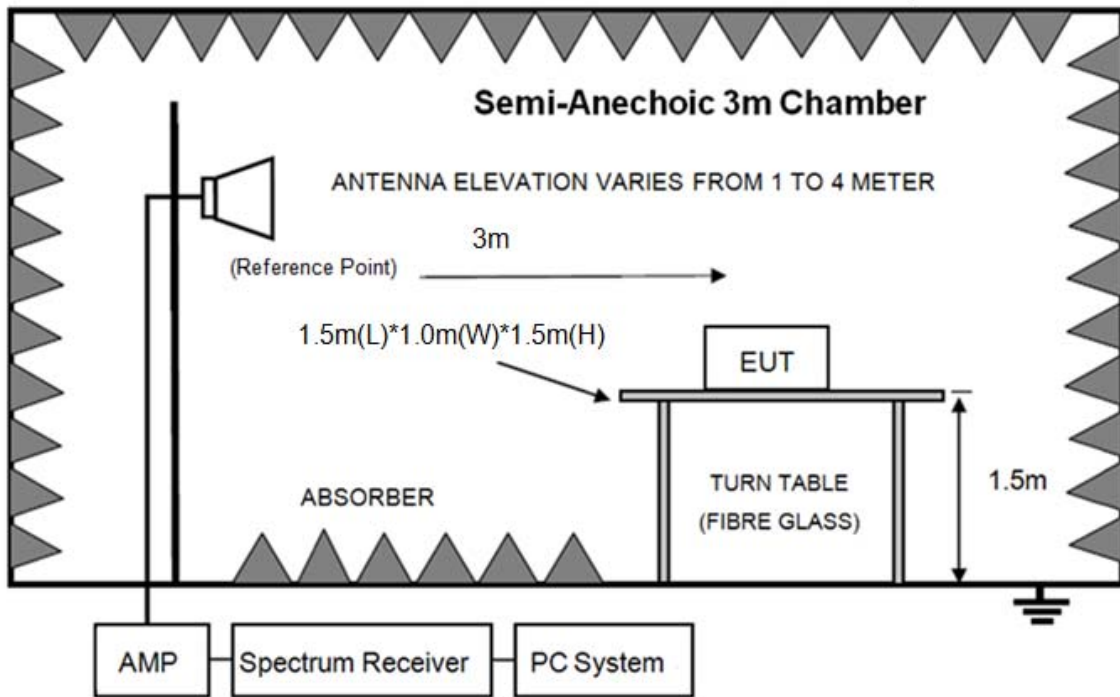 Semi-Anechoic 3m Chamber
ANTENNA ELEVATION VARIES FROM 1 TO 4 METER
3m
(Reference Point)
1.5m(L)*1.0m(W)*1.5m(H)
EUT
ABSORBER
TURN TABLE
(FIBRE GLASS)
1.5m
AMP
Spectrum Receiver
PC System